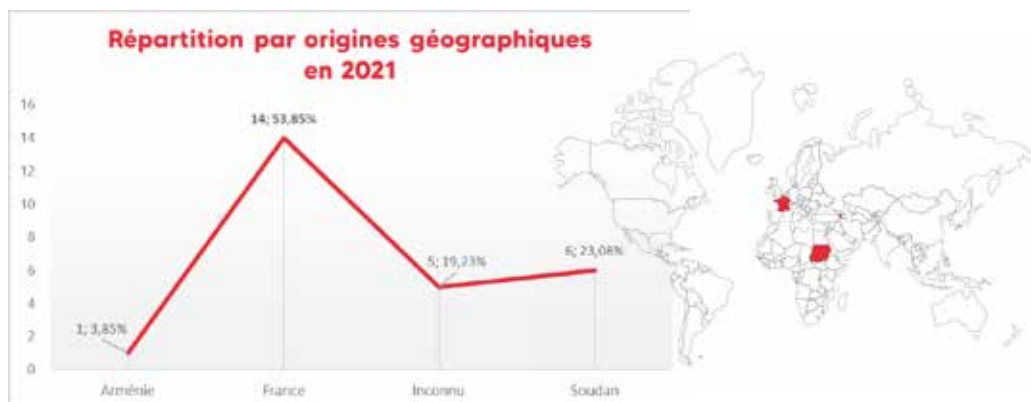 Répartition par origines géographiques
en 2021
16
14
12
10
8
6
4
2
0
1; 3,85%
14; 53,85%
5; 19,23%
6; 23,08%
Arménie
France
Inconnu
Soudan